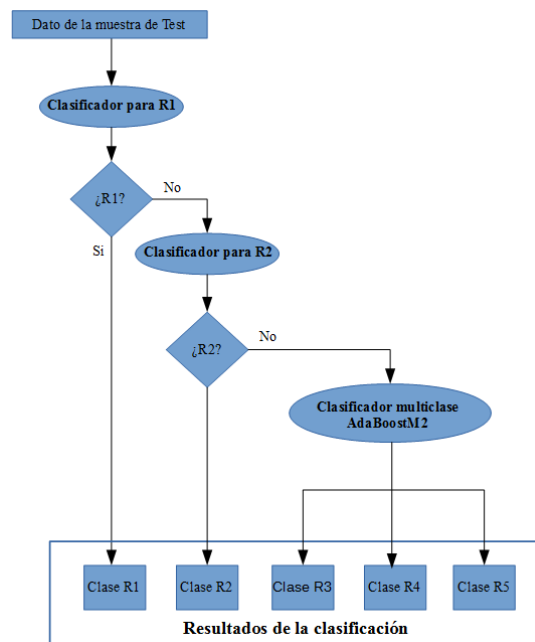 Dato de la muestra de Test
Clasificador para R1
¿R1?
No
Si
Clasificador para R2
¿R2?
No
Clasificador multiclase
AdaBoostM2
Clase R1
Clase R2
Clase R3
Clase R4
Clase R5
Resultados de la clasificación